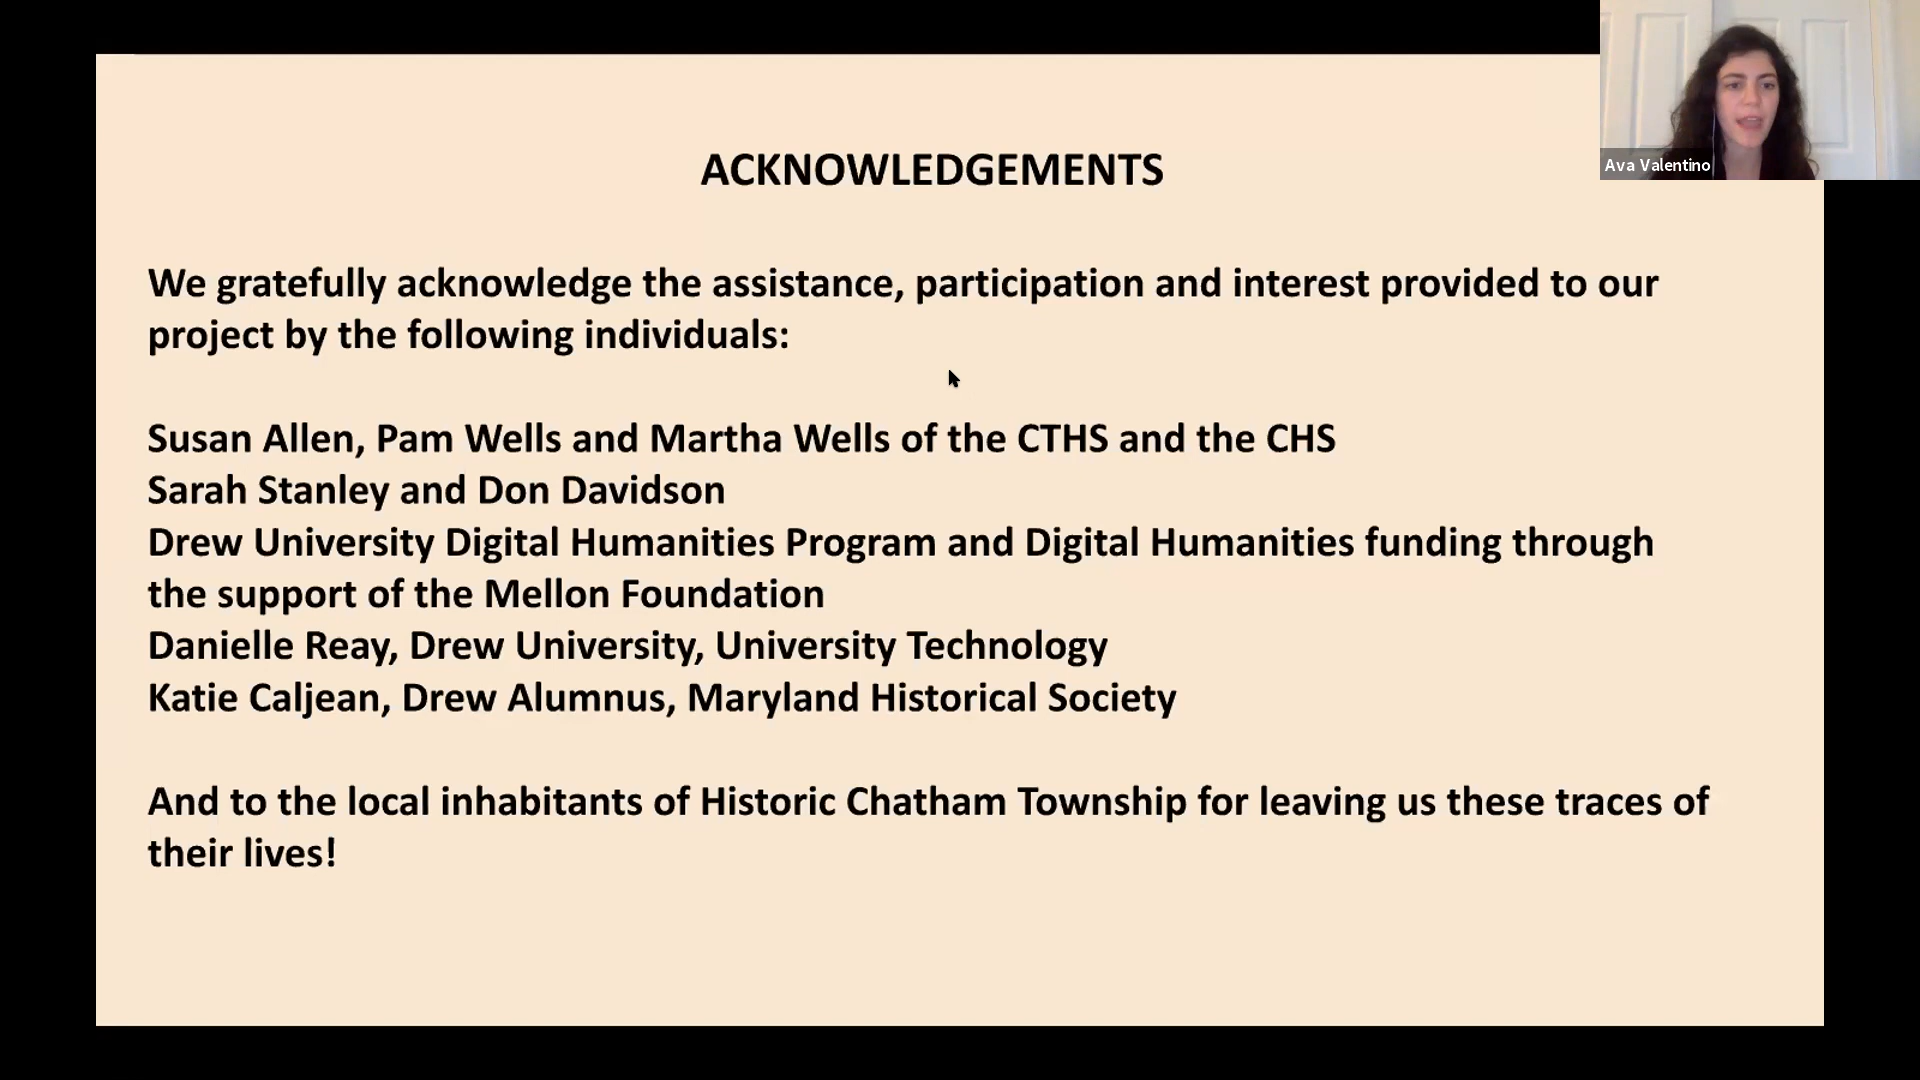 ACKNOWLEDGEMENTS
Ava Valentino
We gratefully acknowledge the assistance, participation and interest provided to our
project by the following individuals:
Susan Allen, Pam Wells and Martha Wells of the CTHS and the CHS
Sarah Stanley and Don Davidson
Drew University Digital Humanities Program and Digital Humanities funding through
the support of the Mellon Foundation
Danielle Reay, Drew University, University Technology
Katie Caljean, Drew Alumnus, Maryland Historical Society
And to the local inhabitants of Historic Chatham Township for leaving us these traces of
their lives!